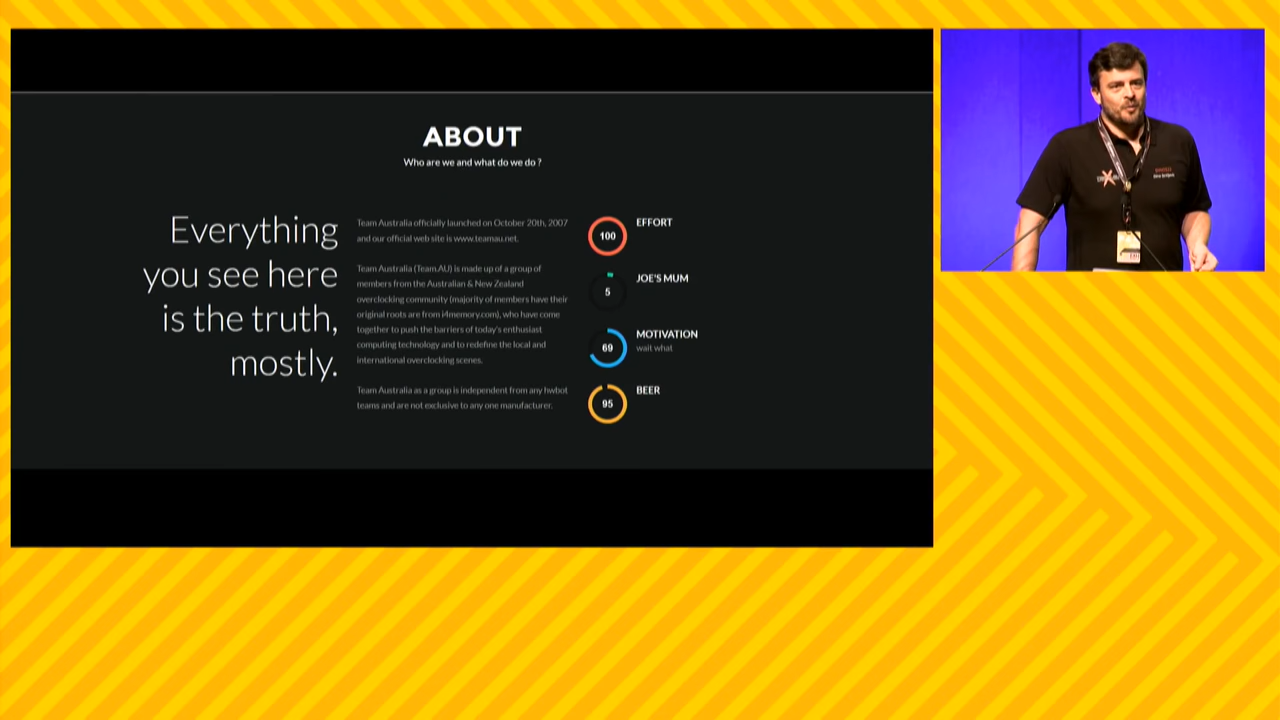 ABOUT
Who are we and what do we do ?
Everything
you see here
is the truth,
mostly.
Team Australia officially launched on October 20th, 2007
and our official web site is www.teamau.net.
Team Australia (Team.AU) is made up of a group of
members from the Australian & New Zealand
overclocking community (majority of members have their
original roots are from i4memory.com), who have come
together to push the barriers of today's enthusiast
computing technology and to redefine the local and
international overclocking scenes.
Team Australia as a group is independent from any hwbot
teams and are not exclusive to any one manufacturer.
100
EFFORT
5
JOE'S MUM
69
MOTIVATION
wait what
95
BEER